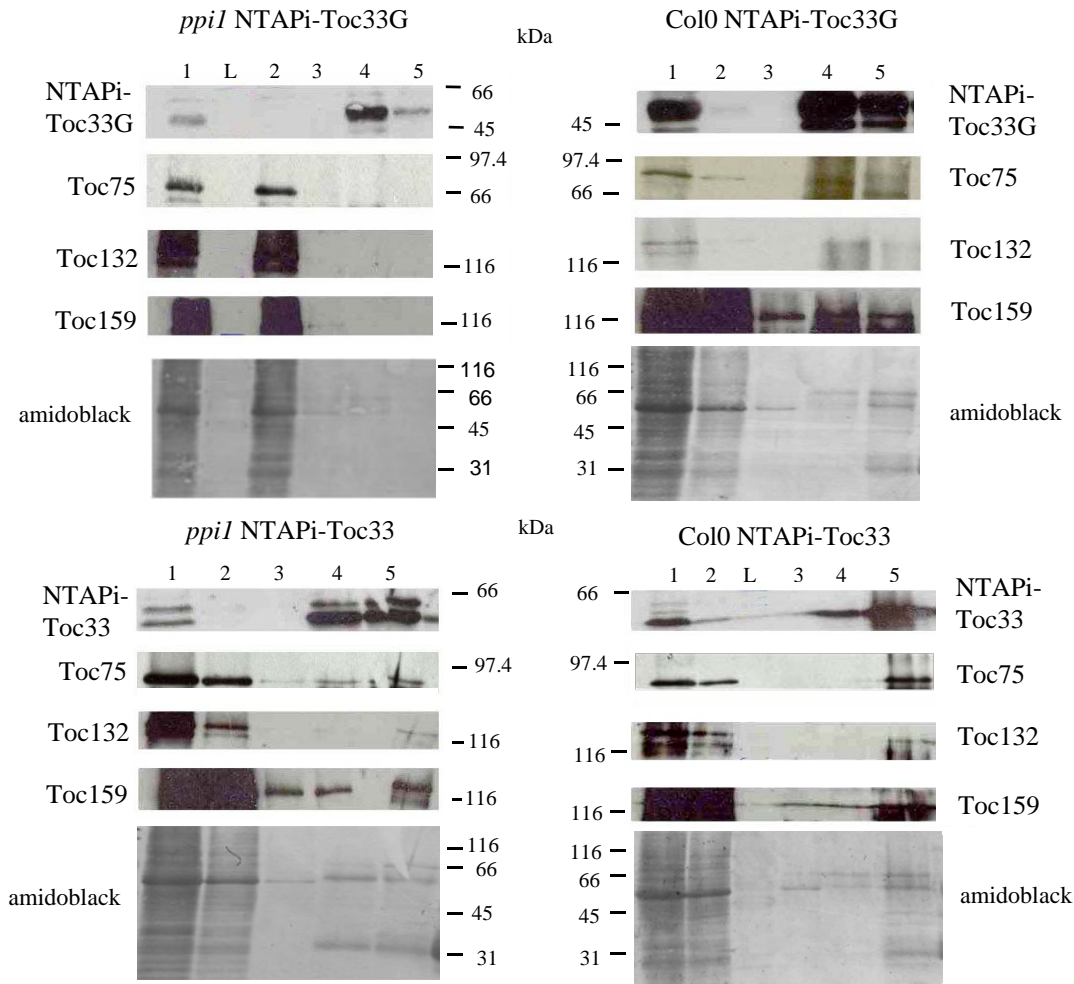 ppi1 NTAPi-Toc33G
kDa
1 L 2 3 4 5
NTAPi-
Toc33G
66
45
Toc75
97.4
66
Toc132
116
Toc159
116
amidoblack
116
66
45
31
Col0 NTAPi-Toc33G
1 2 3 4 5
45
NTAPi-
Toc33G
97.4
66
Toc75
116
Toc132
116
Toc159
116
66
45
31
amidoblack
ppi1 NTAPi-Toc33
kDa
1 2 3 4 5
NTAPi-
Toc33
66
Toc75
97.4
Toc132
116
Toc159
116
amidoblack
116
66
45
31
Col0 NTAPi-Toc33
1 2 L 3 4 5
66
NTAPi-
Toc33
97.4
Toc75
116
Toc132
116
Toc159
116
66
45
31
amidoblack